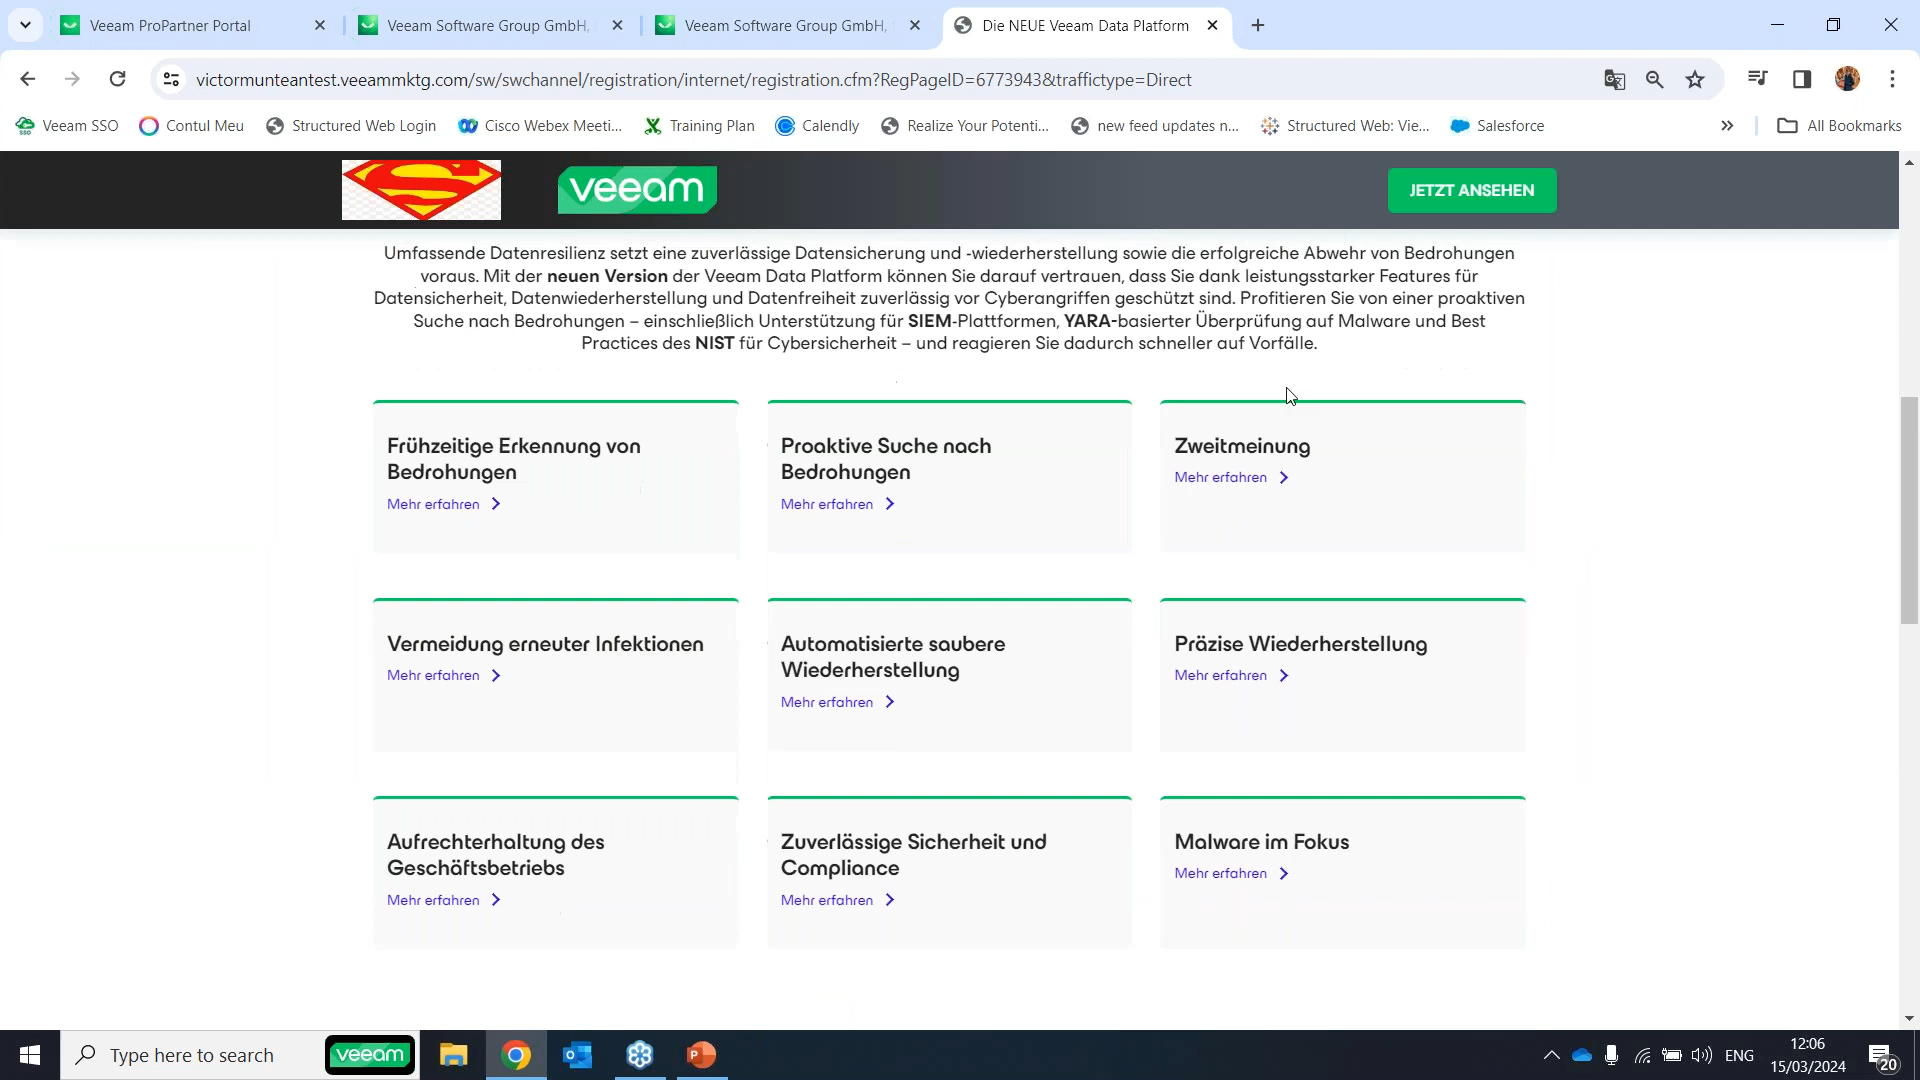 Veeam ProPartner Portal
Veeam Software Group GmbH,
Veeam Software Group GmbH,
Die NEUE Veeam Data Platform
victormunteantest.veeammktg.com/sw/swchannel/registration/internet/registration.cfm?RegPageID=6773943&traffictype=Direct
Veeam SSO
Contul Meu
Structured Web Login
Cisco Webex Meeti...
Training Plan
Calendly
Realize Your Potenti...
new feed updates n...
Structured Web: Vie...
Salesforce
All Bookmarks
S
veeam
JETZT ANSEHEN
Umfassende Datenresilienz setzt eine zuverlässige Datensicherung und -wiederherstellung sowie die erfolgreiche Abwehr von Bedrohungen
voraus. Mit der neuen Version der Veeam Data Platform können Sie darauf vertrauen, dass Sie dank leistungsstarker Features für
Datensicherheit, Datenwiederherstellung und Datenfreiheit zuverlässig vor Cyberangriffen geschützt sind. Profitieren Sie von einer proaktiven
Suche nach Bedrohungen – einschließlich Unterstützung für SIEM-Plattformen, YARA-basierter Überprüfung auf Malware und Best
Practices des NIST für Cybersicherheit – und reagieren Sie dadurch schneller auf Vorfälle.
Frühzeitige Erkennung von
Bedrohungen
Mehr erfahren
Proaktive Suche nach
Bedrohungen
Mehr erfahren
Zweitmeinung
Mehr erfahren
Vermeidung erneuter Infektionen
Mehr erfahren
Automatisierte saubere
Wiederherstellung
Mehr erfahren
Präzise Wiederherstellung
Mehr erfahren
Aufrechterhaltung des
Geschäftsbetriebs
Mehr erfahren
Zuverlässige Sicherheit und
Compliance
Mehr erfahren
Malware im Fokus
Mehr erfahren
Type here to search
veeam
ENG
12:06
15/03/2024
20